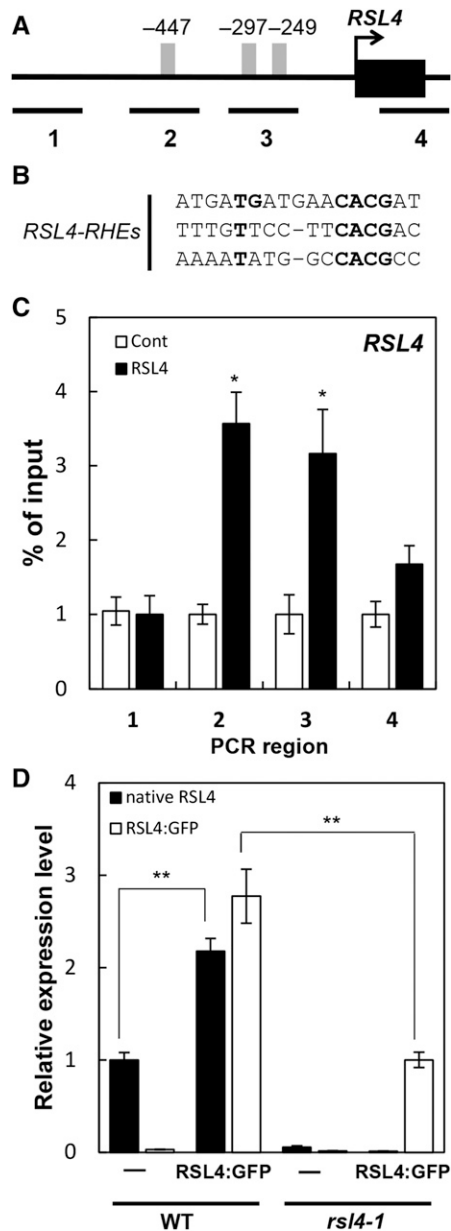 A
–447
–297
–249
RSL4
1
2
3
4
B
RSL4-RHEs
ATGATGATGAACACGAT
TTTGTTCC–TTCACGAC
AAAATATG–GCCACGCC
C
5
4
3
2
1
0
% of input
Cont
RSL4
RSL4
*
*
1
2
3
4
PCR region
D
4
3
2
1
0
Relative expression level
native RSL4
RSL4:GFP
**
**
—
RSL4:GFP
—
RSL4:GFP
WT
rsl4-1